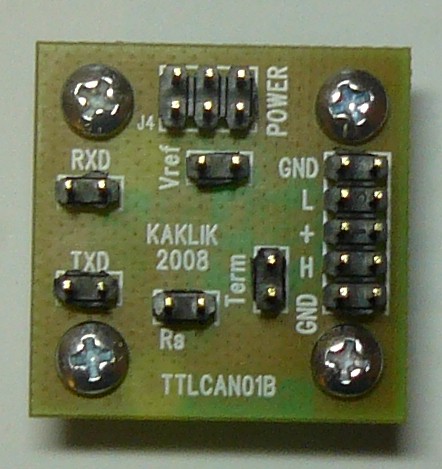 J4
POWER
RXD
Vref
GND
L
+
H
GND
KAKLIK
2008
TXD
Term
Rs
TTLCAN01B